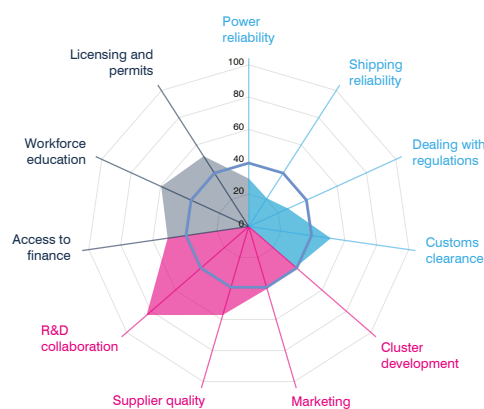 Power
reliability
Licensing and
permits
Shipping
reliability
100
80
60
40
20
0
Workforce
education
Dealing with
regulations
Access to
finance
Customs
clearance
R&D
collaboration
Cluster
development
Supplier quality
Marketing